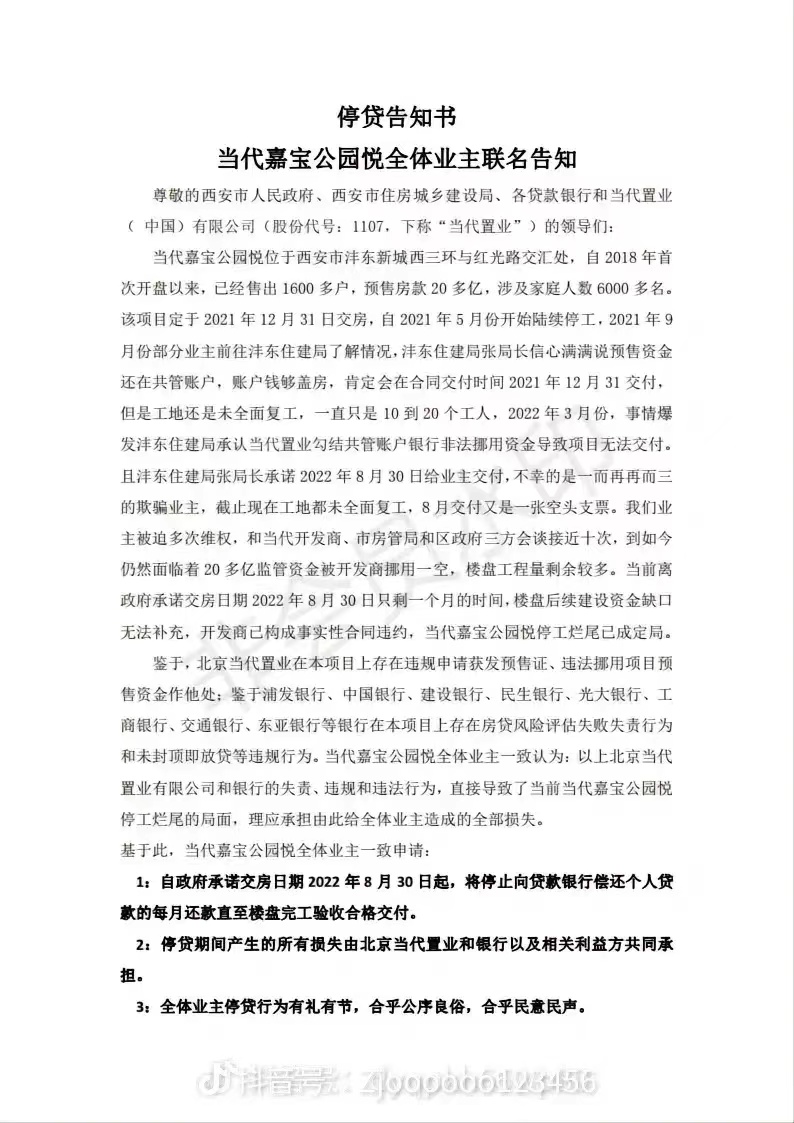 停贷告知书
当代嘉宝公园悦全体业主联名告知
尊敬的西安市人民政府、西安市住房城乡建设局、各贷款银行和当代置业
（ 中国）有限公司（股份代号：1107，下称“当代置业”）的领导们：
当代嘉宝公园悦位于西安市沣东新城西三环与红光路交汇处，自 2018 年首
次开盘以来，已经售出 1600 多户，预售房款 20 多亿，涉及家庭人数 6000 多名。
该项目定于 2021 年 12 月 31 日交房，自 2021 年 5 月份开始陆续停工，2021 年 9
月份部分业主前往沣东住建局了解情况，沣东住建局张局长信心满满说预售资金
还在共管账户，账户钱够盖房，肯定会在合同交付时间 2021 年 12 月 31 交付，
但是工地还是未全面复工，一直只是 10 到 20 个工人，2022 年 3 月份，事情爆
发沣东住建局承认当代置业勾结共管账户银行非法挪用资金导致项目无法交付。
且沣东住建局张局长承诺 2022 年 8 月 30 日给业主交付，不幸的是一而再再而三
的欺骗业主，截止现在工地都未全面复工，8 月交付又是一张空头支票。我们业
主被迫多次维权，和当代开发商、市房管局和区政府三方会谈接近十次，到如今
仍然面临着 20 多亿监管资金被开发商挪用一空，楼盘工程量剩余较多。当前离
政府承诺交房日期 2022 年 8 月 30 日只剩一个月的时间，楼盘后续建设资金缺口
无法补充，开发商已构成事实性合同违约，当代嘉宝公园悦停工烂尾已成定局。
鉴于，北京当代置业在本项目上存在违规申请获发预售证、违法挪用项目预
售资金作他处；鉴于浦发银行、中国银行、建设银行、民生银行、光大银行、工
商银行、交通银行、东亚银行等银行在本项目上存在房贷风险评估失败失责行为
和未封顶即放贷等违规行为。当代嘉宝公园悦全体业主一致认为：以上北京当代
置业有限公司和银行的失责、违规和违法行为，直接导致了当前当代嘉宝公园悦
停工烂尾的局面，理应承担由此给全体业主造成的全部损失。
基于此，当代嘉宝公园悦全体业主一致申请：
1：自政府承诺交房日期 2022 年 8 月 30 日起，将停止向贷款银行偿还个人贷
款的每月还款直至楼盘完工验收合格交付。
2：停贷期间产生的所有损失由北京当代置业和银行以及相关利益方共同承
担。
3：全体业主停贷行为有礼有节，合乎公序良俗，合乎民意民声。
非会员水印
抖音号：